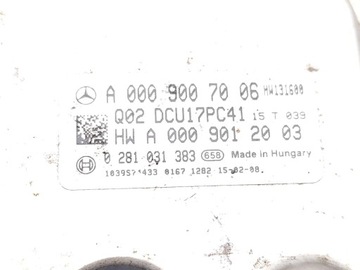 A 000 900 70 06 HW131600
Q02 DCU17PC41 15 T 039
HW A 000 901 20 03
0 281 031 383 658 Made in Hungary
1039S71433 8167 1282 15-02-08.